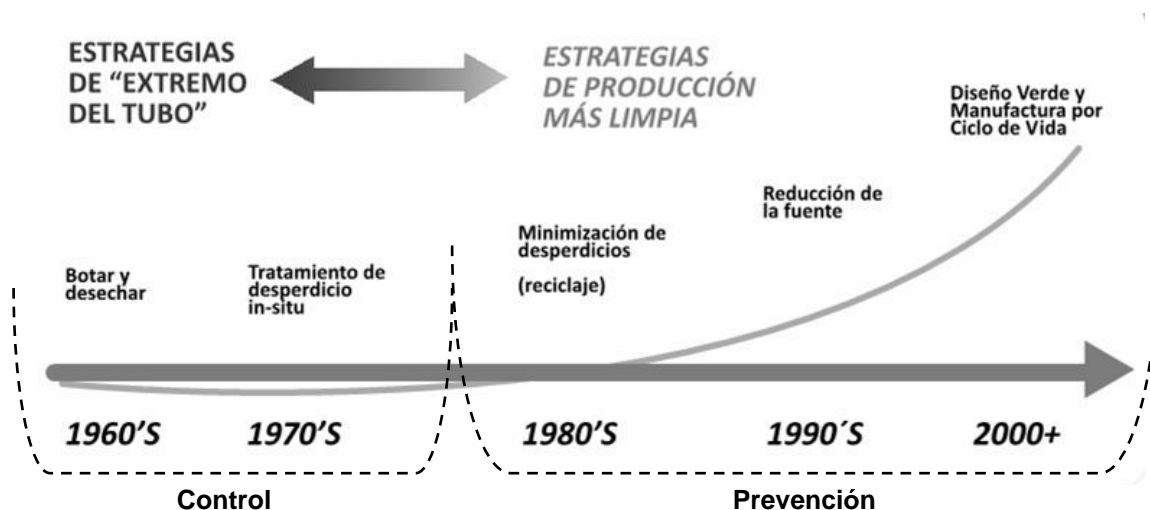 ESTRATEGIAS
DE “EXTREMO
DEL TUBO”
ESTRATEGIAS
DE PRODUCCIÓN
MÁS LIMPIA
Diseño Verde y
Manufactura por
Ciclo de Vida
Reducción de
la fuente
Minimización de
desperdicios
(reciclaje)
Tratamiento de
desperdicio
in-situ
Botar y
desechar
1960’S
1970’S
1980’S
1990´S
2000+
Control
Prevención